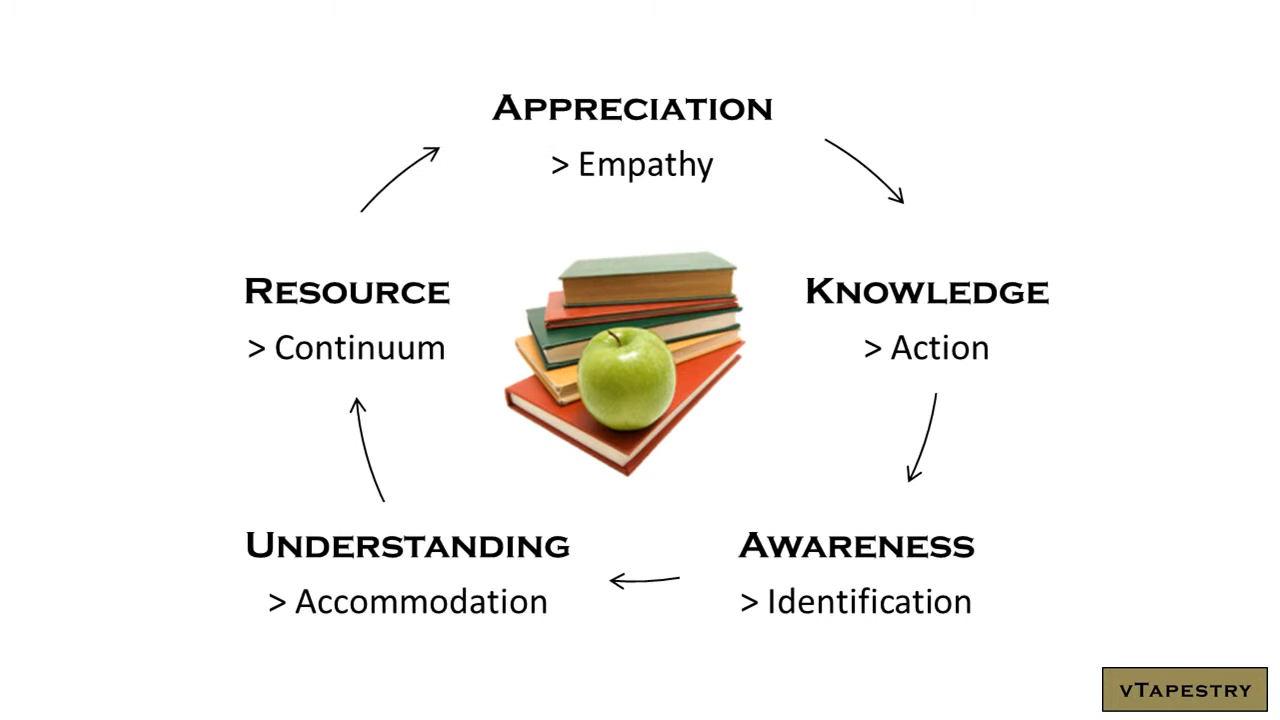 APPRECIATION
> Empathy
KNOWLEDGE
> Action
AWARENESS
> Identification
UNDERSTANDING
> Accommodation
RESOURCE
> Continuum
vTAPESTRY